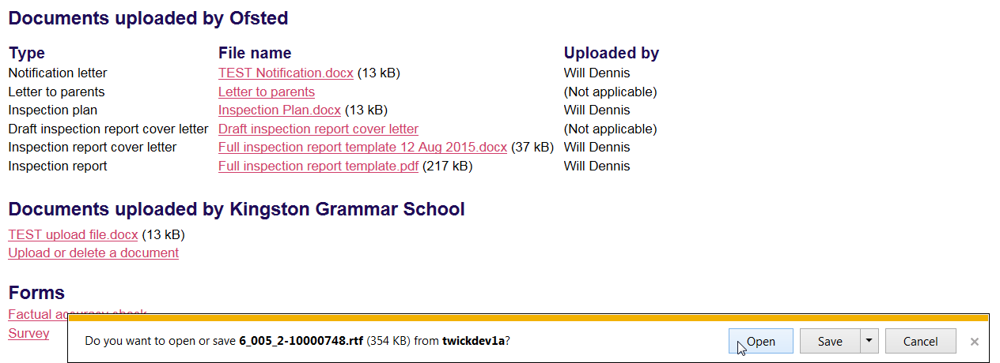 Documents uploaded by Ofsted
Type File name Uploaded by
Notification letter TEST Notification.docx (13 kB) Will Dennis
Letter to parents Letter to parents (Not applicable)
Inspection plan Inspection Plan.docx (13 kB) Will Dennis
Draft inspection report cover letter Draft inspection report cover letter (Not applicable)
Inspection report cover letter Full inspection report template 12 Aug 2015.docx (37 kB) Will Dennis
Inspection report Full inspection report template.pdf (217 kB) Will Dennis
Documents uploaded by Kingston Grammar School
TEST upload file.docx (13 kB)
Upload or delete a document
Forms
Factual accuracy check
Survey
Do you want to open or save 6_005_2-10000748.rtf (354 KB) from twickdev1a? Open Save Cancel